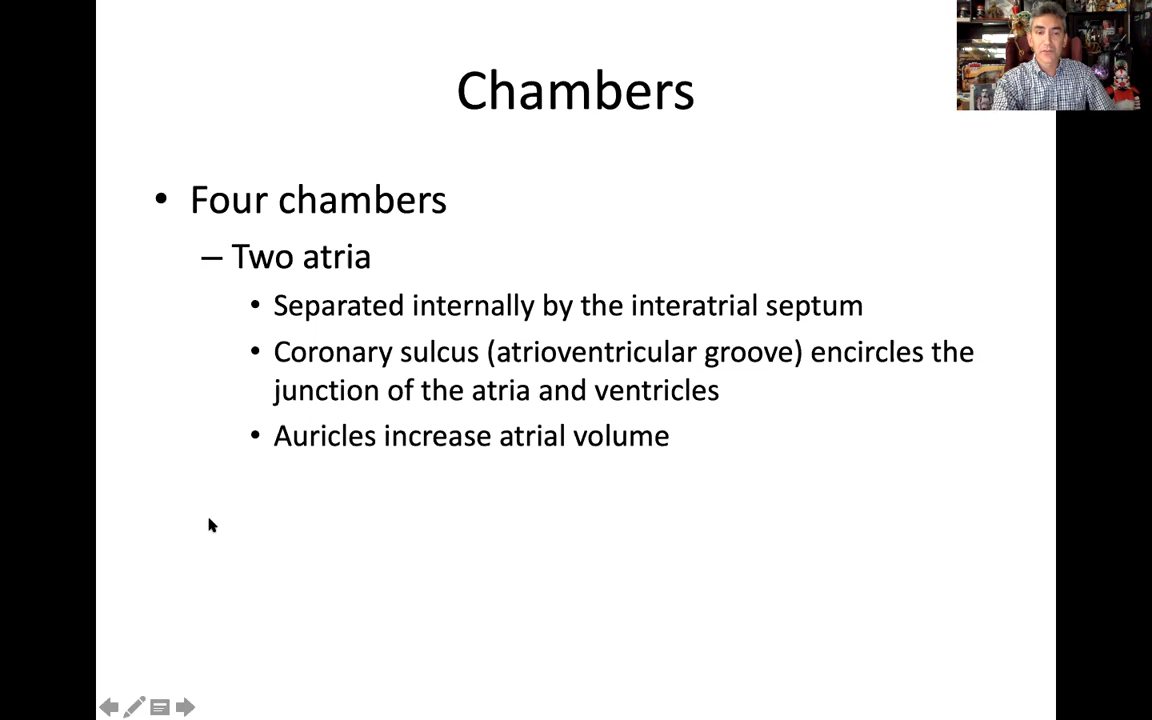 Chambers
• Four chambers
– Two atria
• Separated internally by the interatrial septum
• Coronary sulcus (atrioventricular groove) encircles the
junction of the atria and ventricles
• Auricles increase atrial volume